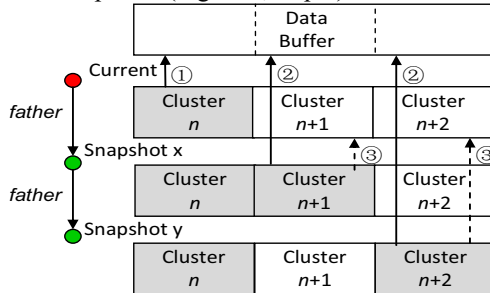 Data
Buffer
Current ① ② ②
father
Cluster Cluster Cluster
n n+1 n+2
Snapshot x ③ ③
Cluster Cluster Cluster
n n+1 n+2
father
Snapshot y
Cluster Cluster Cluster
n n+1 n+2